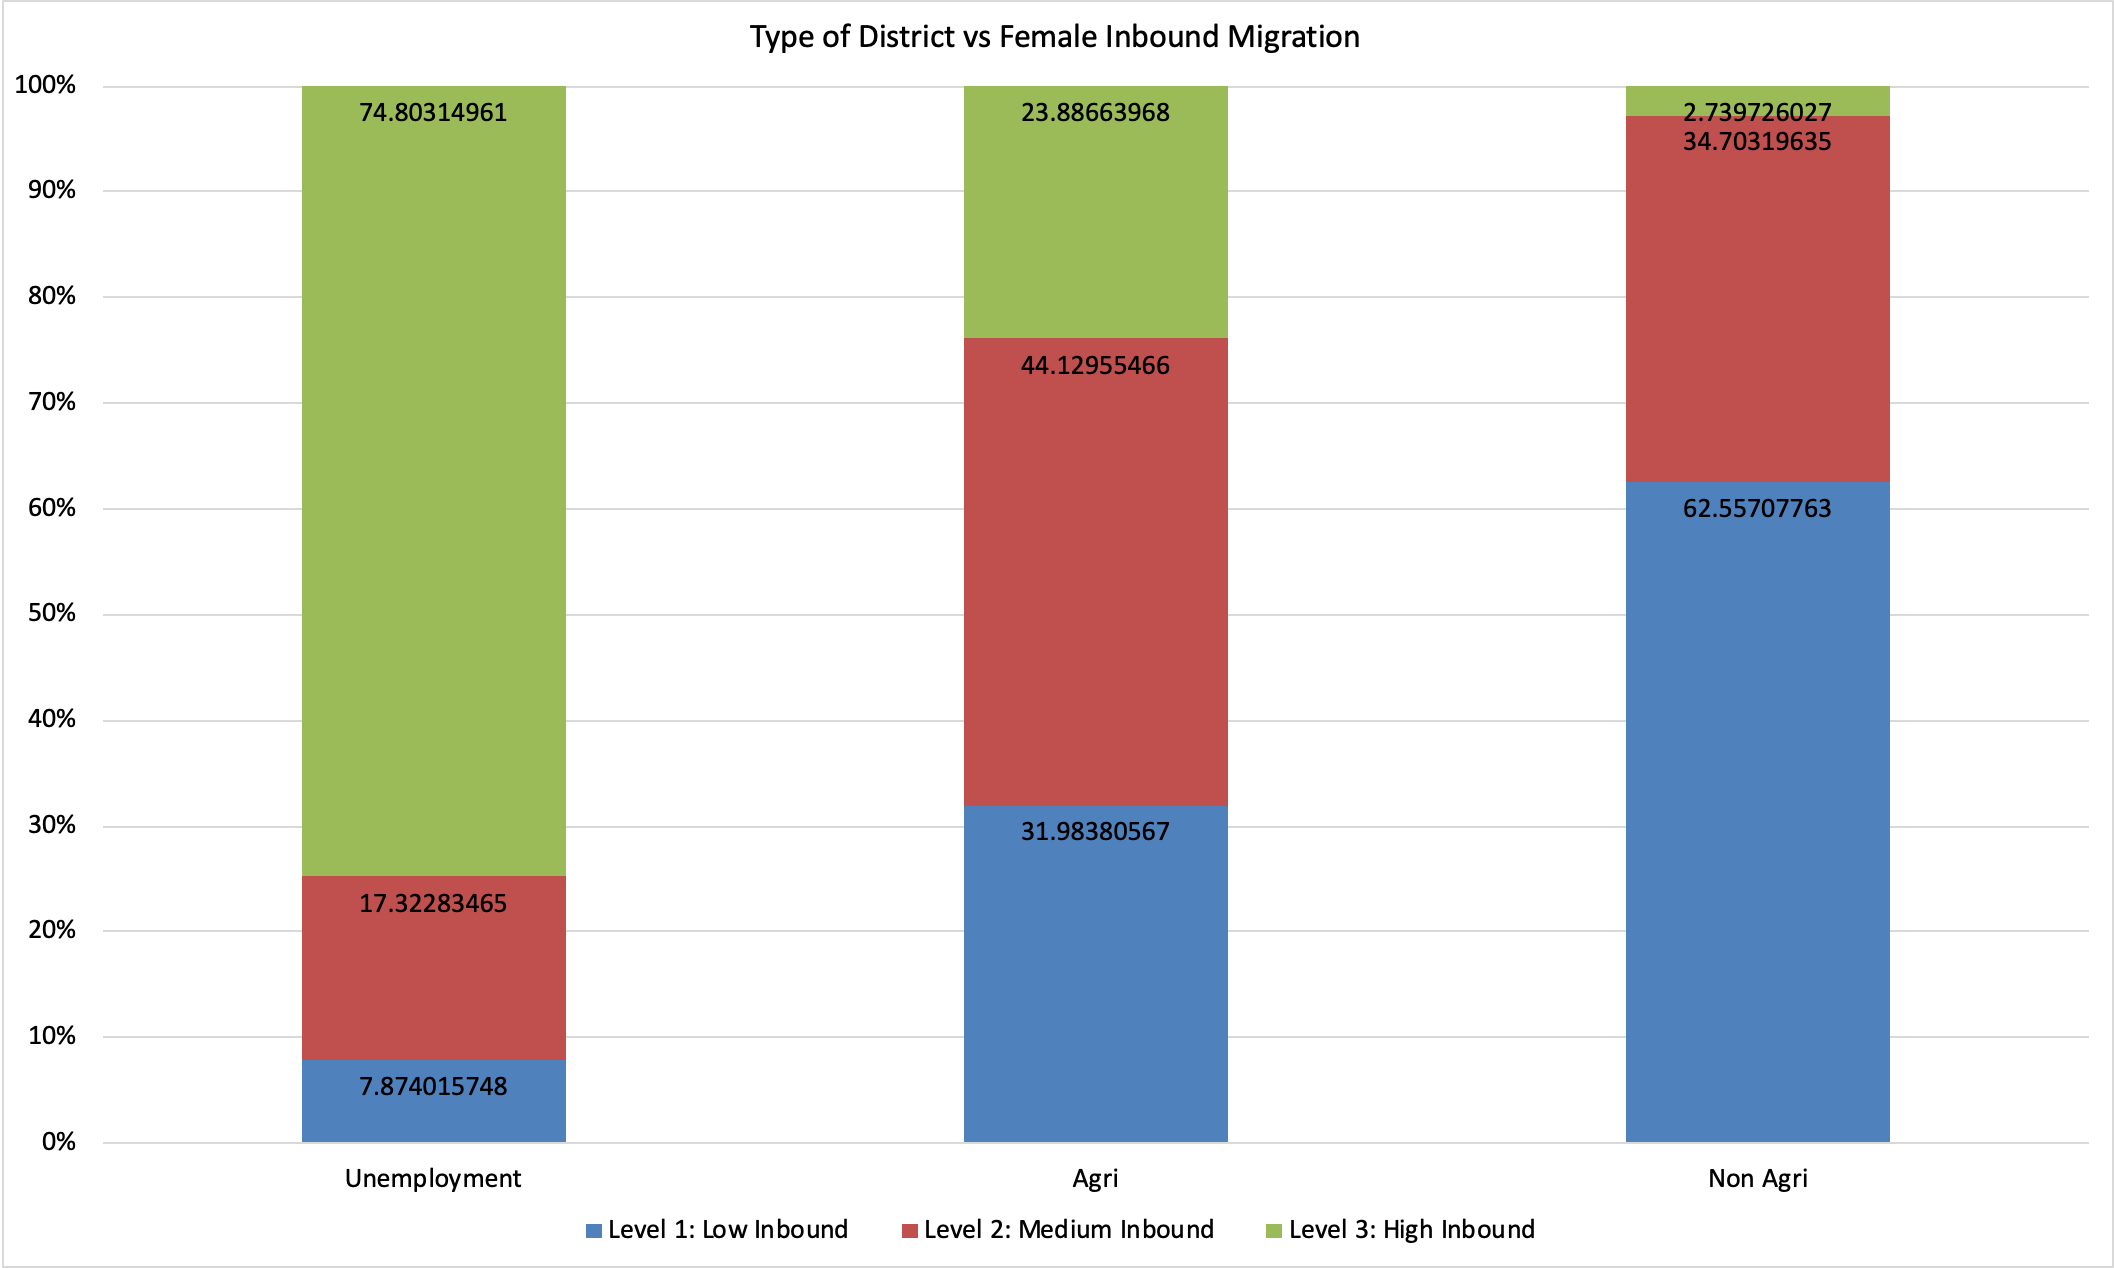 Type of District vs Female Inbound Migration
100%
74.80314961
23.88663968
2.739726027
34.70319635
90%
80%
44.12955466
70%
60%
62.55707763
50%
40%
30%
31.98380567
17.32283465
20%
10%
7.874015748
0%
Unemployment
Agri
Non Agri
Level 1: Low Inbound
Level 2: Medium Inbound
Level 3: High Inbound